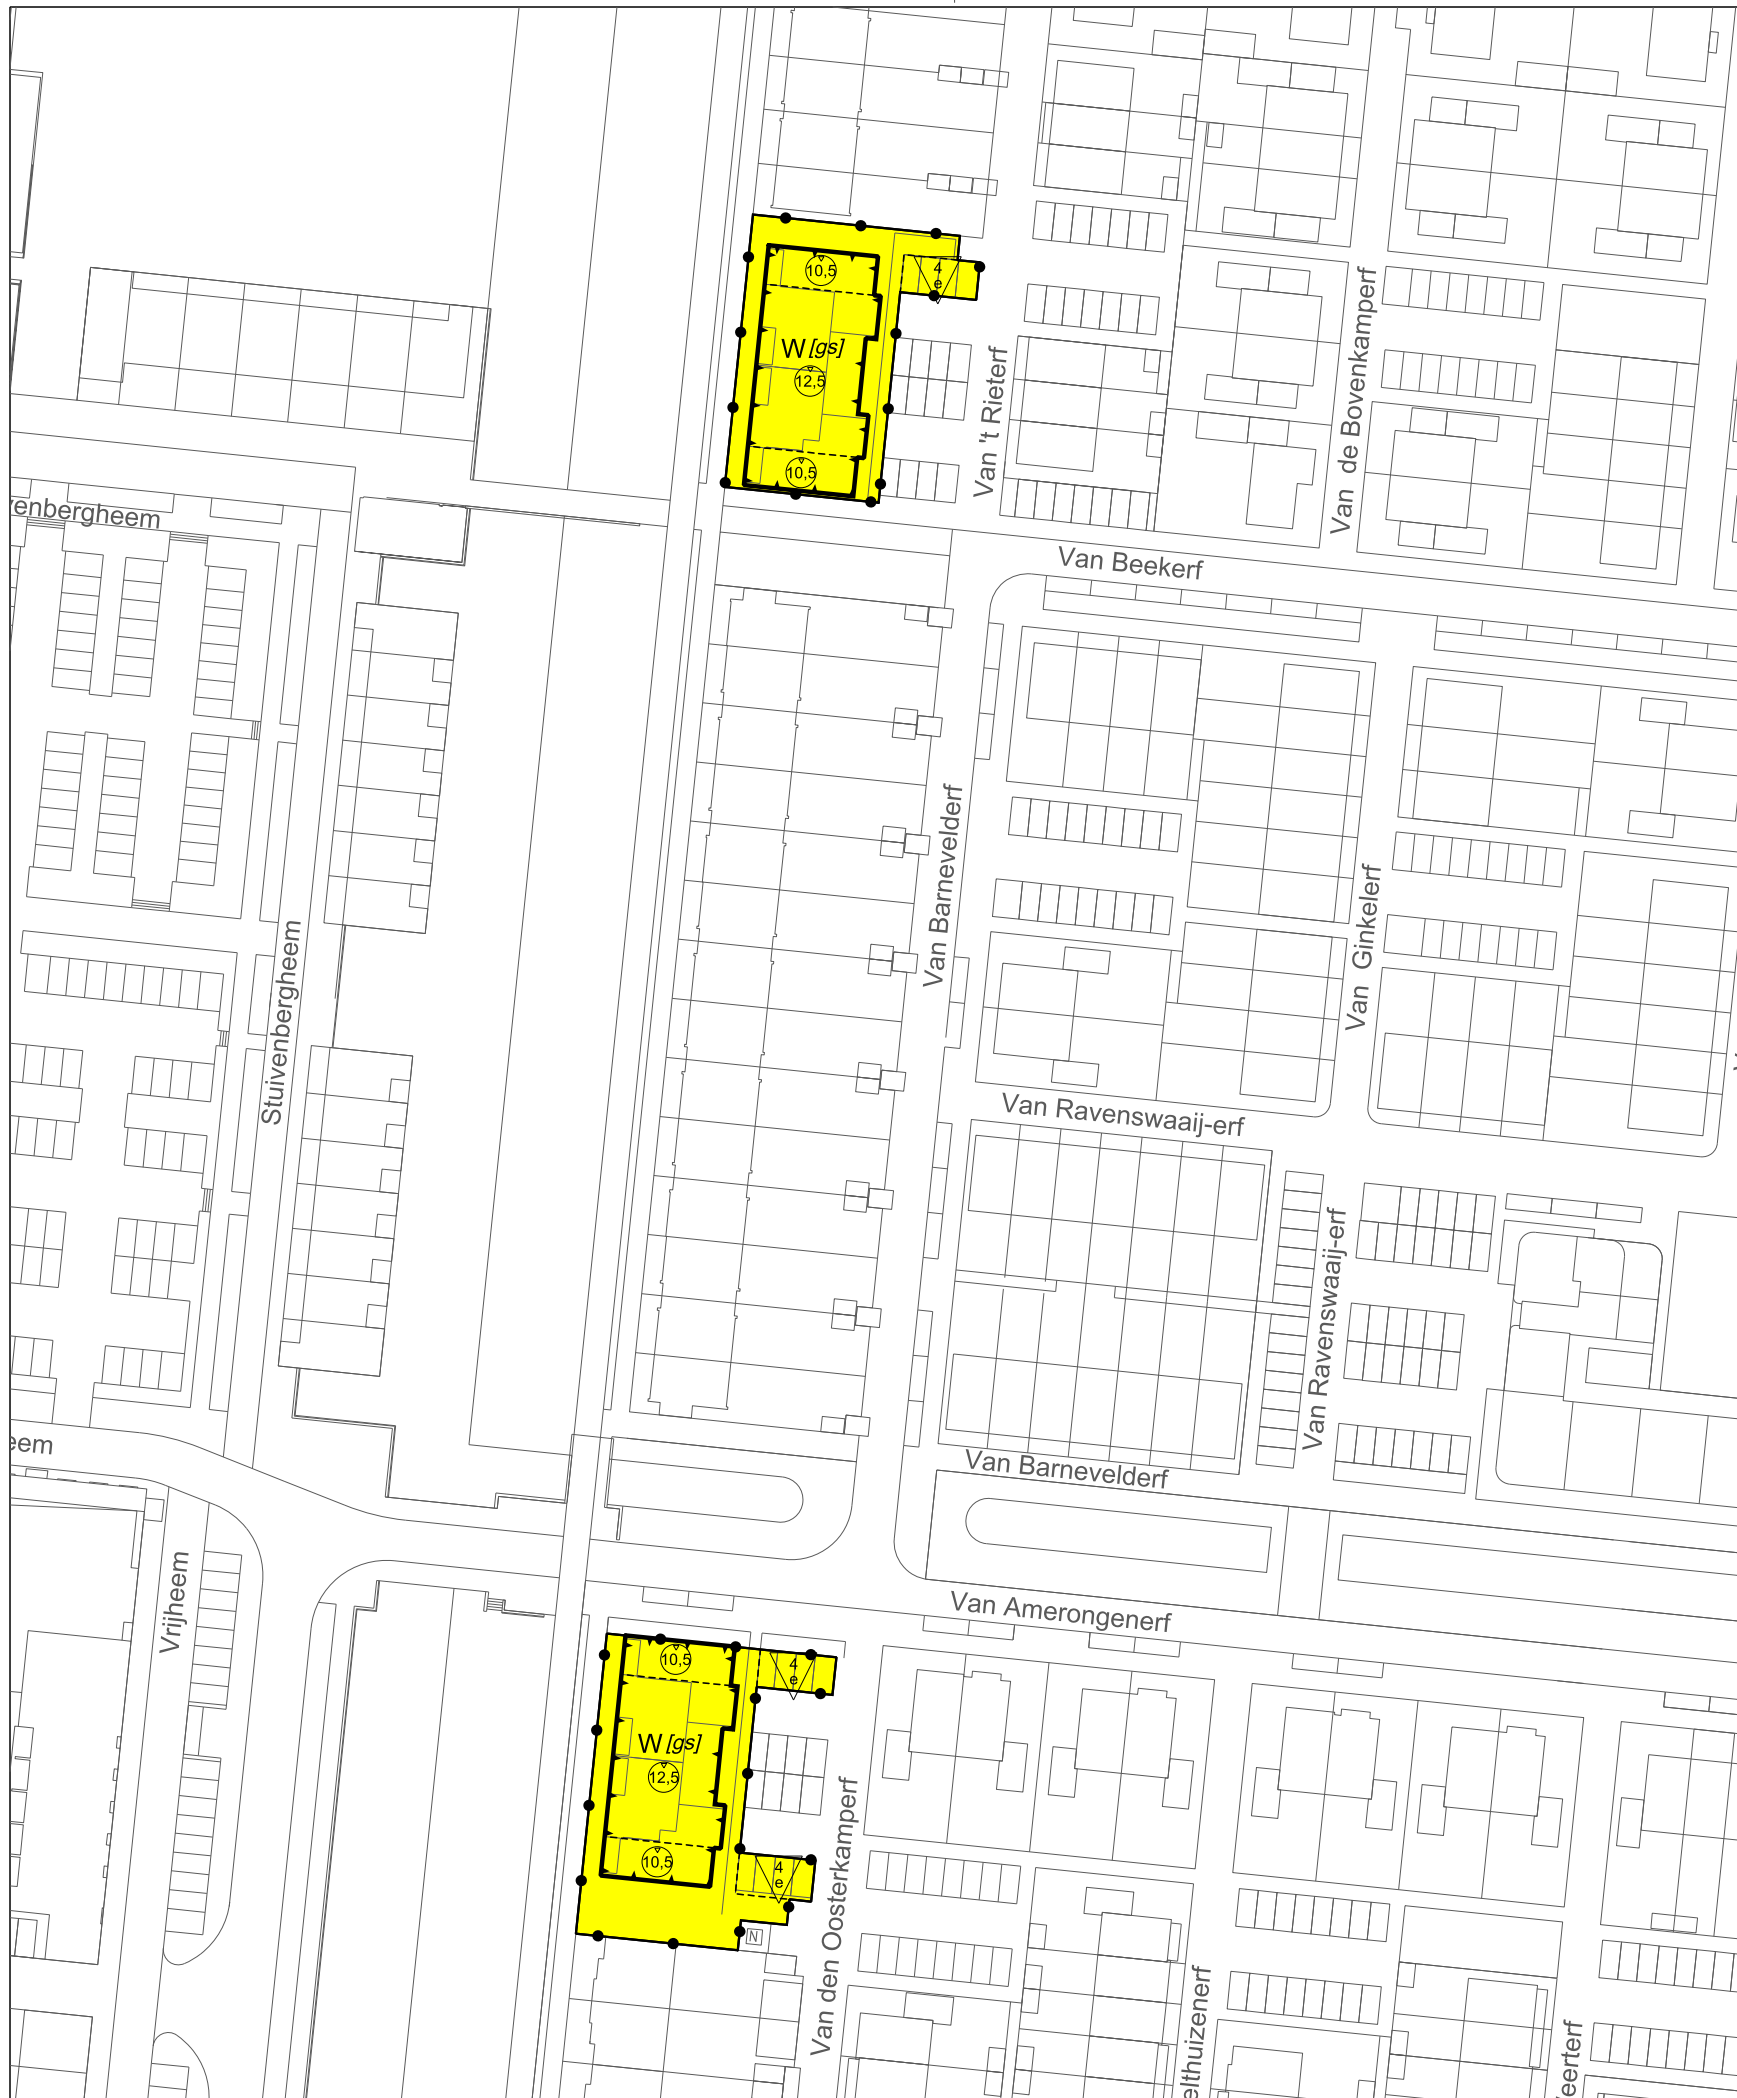 10,5
4
e
W [gs]
12,5
10,5
Van 't Rieterf
Van de Bovenkamperf
venbergheem
Van Beekerf
Van Barnevelderf
Van Ginkelerf
Stuivenbergheem
Van Ravenswaaij-erf
Van Ravenswaaij-erf
eem
Van Barnevelderf
Vrijheem
Van Amerongenerf
10,5
4
e
W [gs]
12,5
10,5
4
e
N
Van den Oosterkamperf
elthuizenerf
eerterf